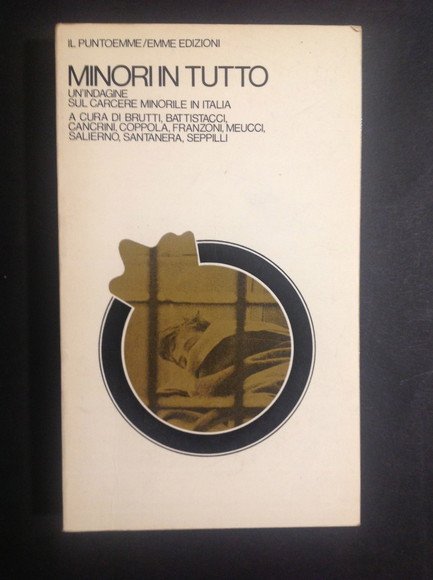 IL PUNTOEMME/EMME EDIZIONI
MINORI IN TUTTO
UN'INDAGINE
SUL CARCERE MINORILE IN ITALIA
A CURA DI BRUTTI, BATTISTACCI,
CANCRINI, COPPOLA, FRANZONI, MEUCCI,
SALIERNO, SANTANERA, SEPPILLI